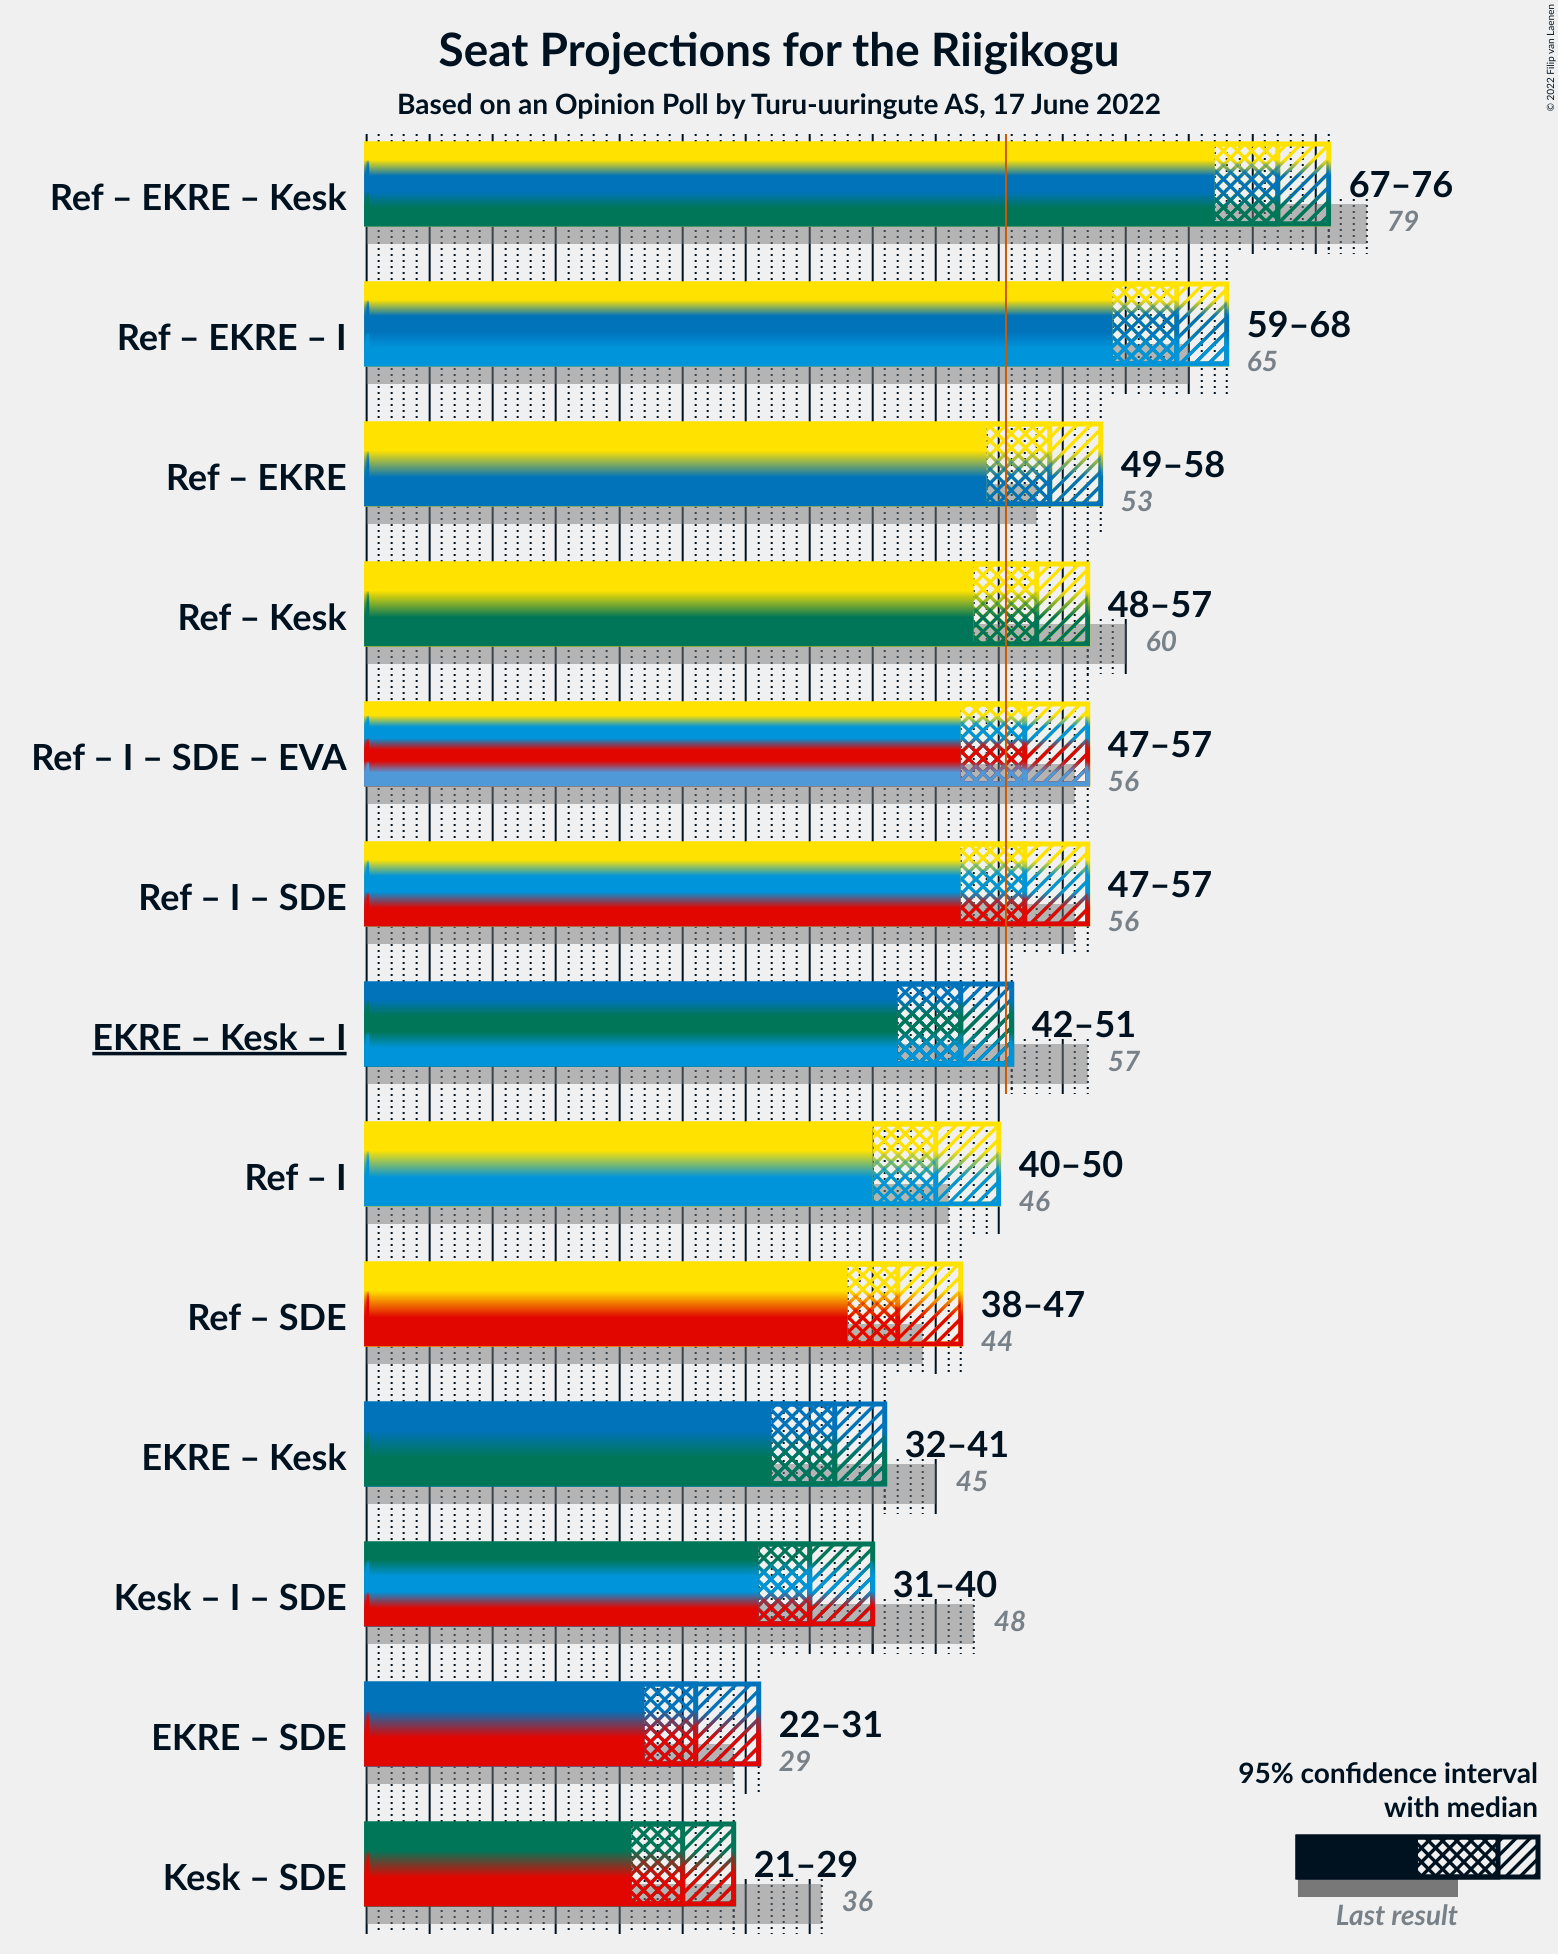 Seat Projections for the Riigikogu
Based on an Opinion Poll by Turu-uuringute AS, 17 June 2022
© 2022 Filip van Laenen
Ref – EKRE – Kesk
67–76
79
Ref – EKRE – I
59–68
65
Ref – EKRE
49–58
53
Ref – Kesk
48–57
60
Ref – I – SDE – EVA
47–57
56
Ref – I – SDE
47–57
56
EKRE – Kesk – I
42–51
57
Ref – I
40–50
46
Ref – SDE
38–47
44
EKRE – Kesk
32–41
45
Kesk – I – SDE
31–40
48
EKRE – SDE
22–31
29
Kesk – SDE
21–29
36
95% confidence interval
with median
Last result